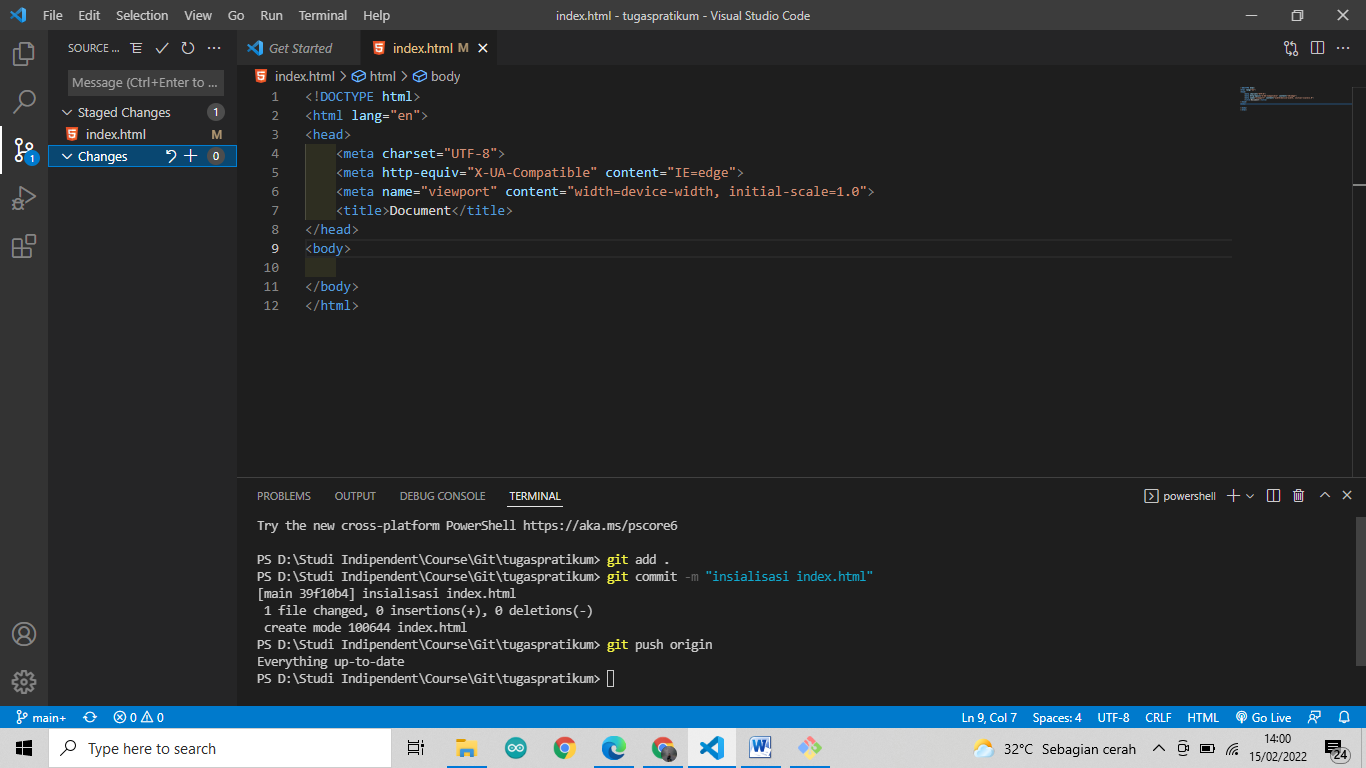 File Edit Selection View Go Run Terminal Help
index.html - tugaspratikum - Visual Studio Code
SOURCE ...
Message (Ctrl+Enter to ...
Staged Changes 1
index.html M
Changes 0
1
Get Started
index.html M
index.html > html > body
1 <!DOCTYPE html>
2 <html lang="en">
3 <head>
4 <meta charset="UTF-8">
5 <meta http-equiv="X-UA-Compatible" content="IE=edge">
6 <meta name="viewport" content="width=device-width, initial-scale=1.0">
7 <title>Document</title>
8 </head>
9 <body>
10
11 </body>
12 </html>
PROBLEMS OUTPUT DEBUG CONSOLE TERMINAL
powershell
Try the new cross-platform PowerShell https://aka.ms/pscore6
PS D:\Studi Indipendent\Course\Git\tugaspratikum> git add .
PS D:\Studi Indipendent\Course\Git\tugaspratikum> git commit -m "insialisasi index.html"
[main 39f10b4] insialisasi index.html
1 file changed, 0 insertions(+), 0 deletions(-)
create mode 100644 index.html
PS D:\Studi Indipendent\Course\Git\tugaspratikum> git push origin
Everything up-to-date
PS D:\Studi Indipendent\Course\Git\tugaspratikum>
main+ 0 0
Ln 9, Col 7 Spaces: 4 UTF-8 CRLF HTML Go Live
Type here to search
32°C Sebagian cerah
14:00
15/02/2022
24